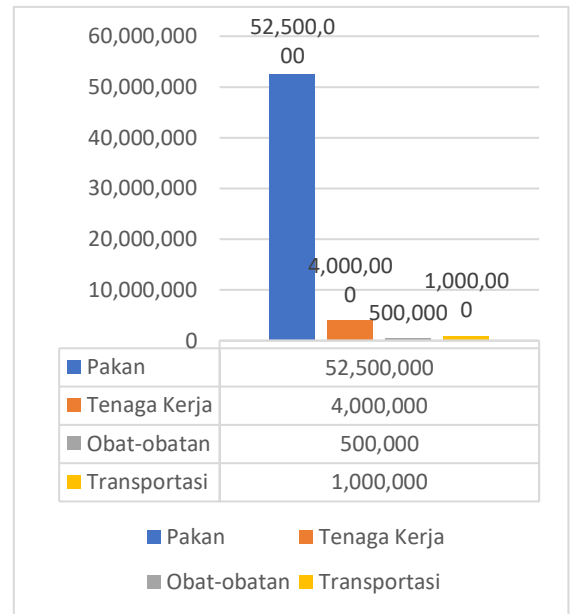 60,000,000
50,000,000
40,000,000
30,000,000
20,000,000
10,000,000
0
52,500,0
00
4,000,00
0
500,000
1,000,00
0
Pakan 52,500,000
Tenaga Kerja 4,000,000
Obat-obatan 500,000
Transportasi 1,000,000
Pakan Tenaga Kerja
Obat-obatan Transportasi